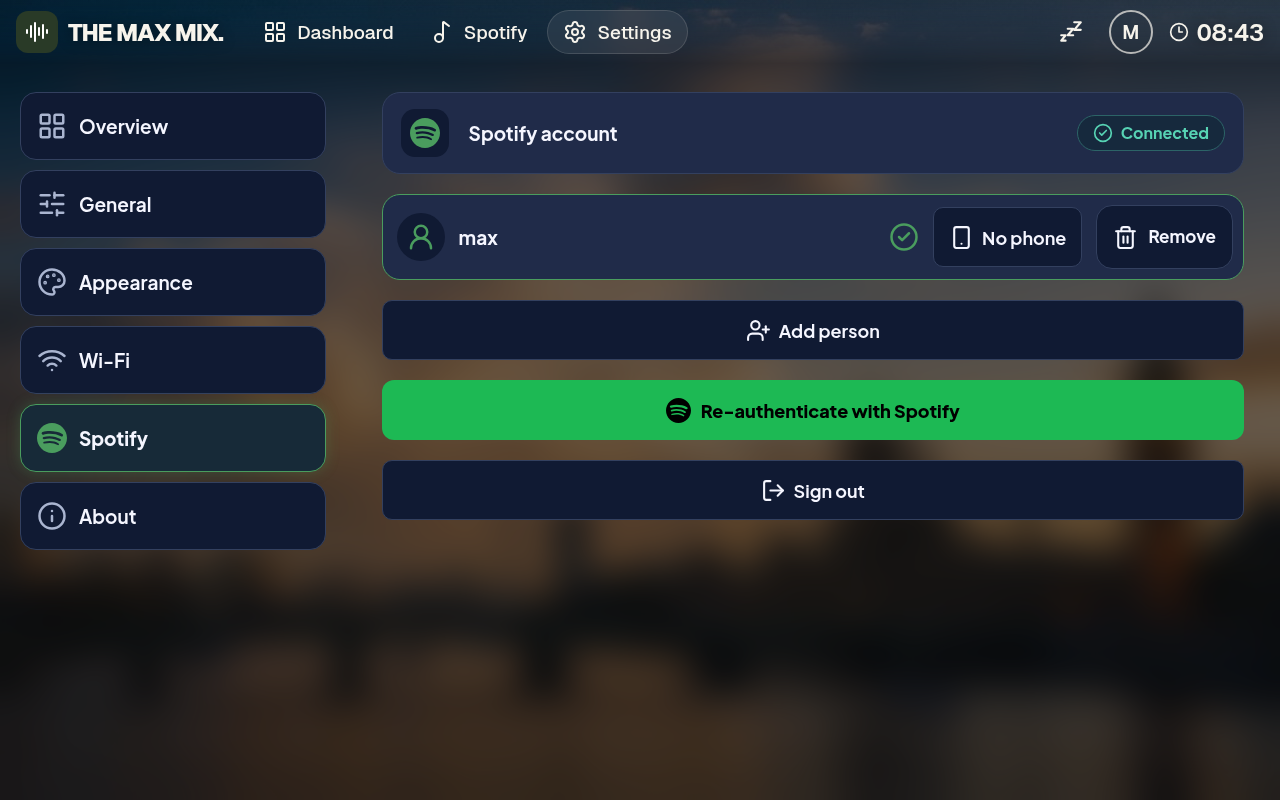 THE MAX MIX.
Dashboard
Spotify
Settings
M
08:43
Overview
General
Appearance
Wi-Fi
Spotify
About
Spotify account
Connected
max
No phone
Remove
Add person
Re-authenticate with Spotify
Sign out